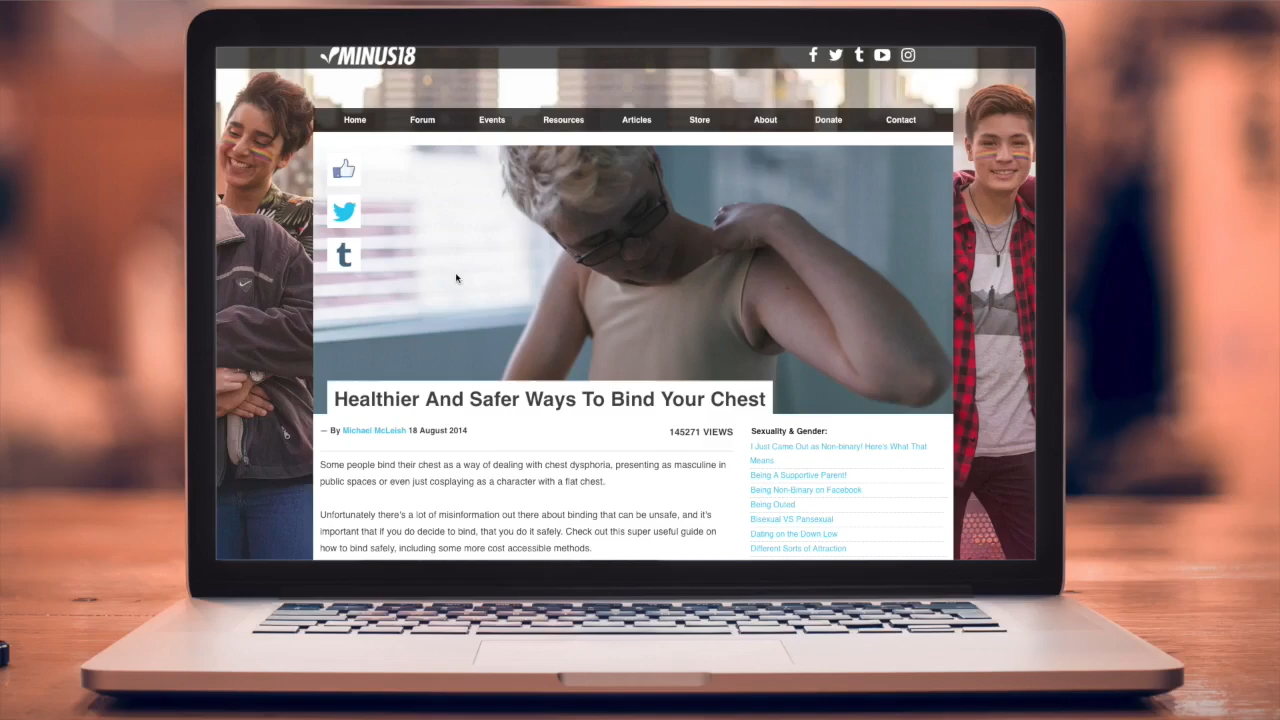 MINUS18
Home Forum Events Resources Articles Store About Donate Contact
Healthier And Safer Ways To Bind Your Chest
— By Michael McLeish 18 August 2014
145271 VIEWS
Some people bind their chest as a way of dealing with chest dysphoria, presenting as masculine in
public spaces or even just cosplaying as a character with a flat chest.
Unfortunately there's a lot of misinformation out there about binding that can be unsafe, and it's
important that if you do decide to bind, that you do it safely. Check out this super useful guide on
how to bind safely, including some more cost accessible methods.
Sexuality & Gender:
I Just Came Out as Non-binary! Here's What That
Means
Being A Supportive Parent!
Being Non-Binary on Facebook
Being Outed
Bisexual VS Pansexual
Dating on the Down Low
Different Sorts of Attraction